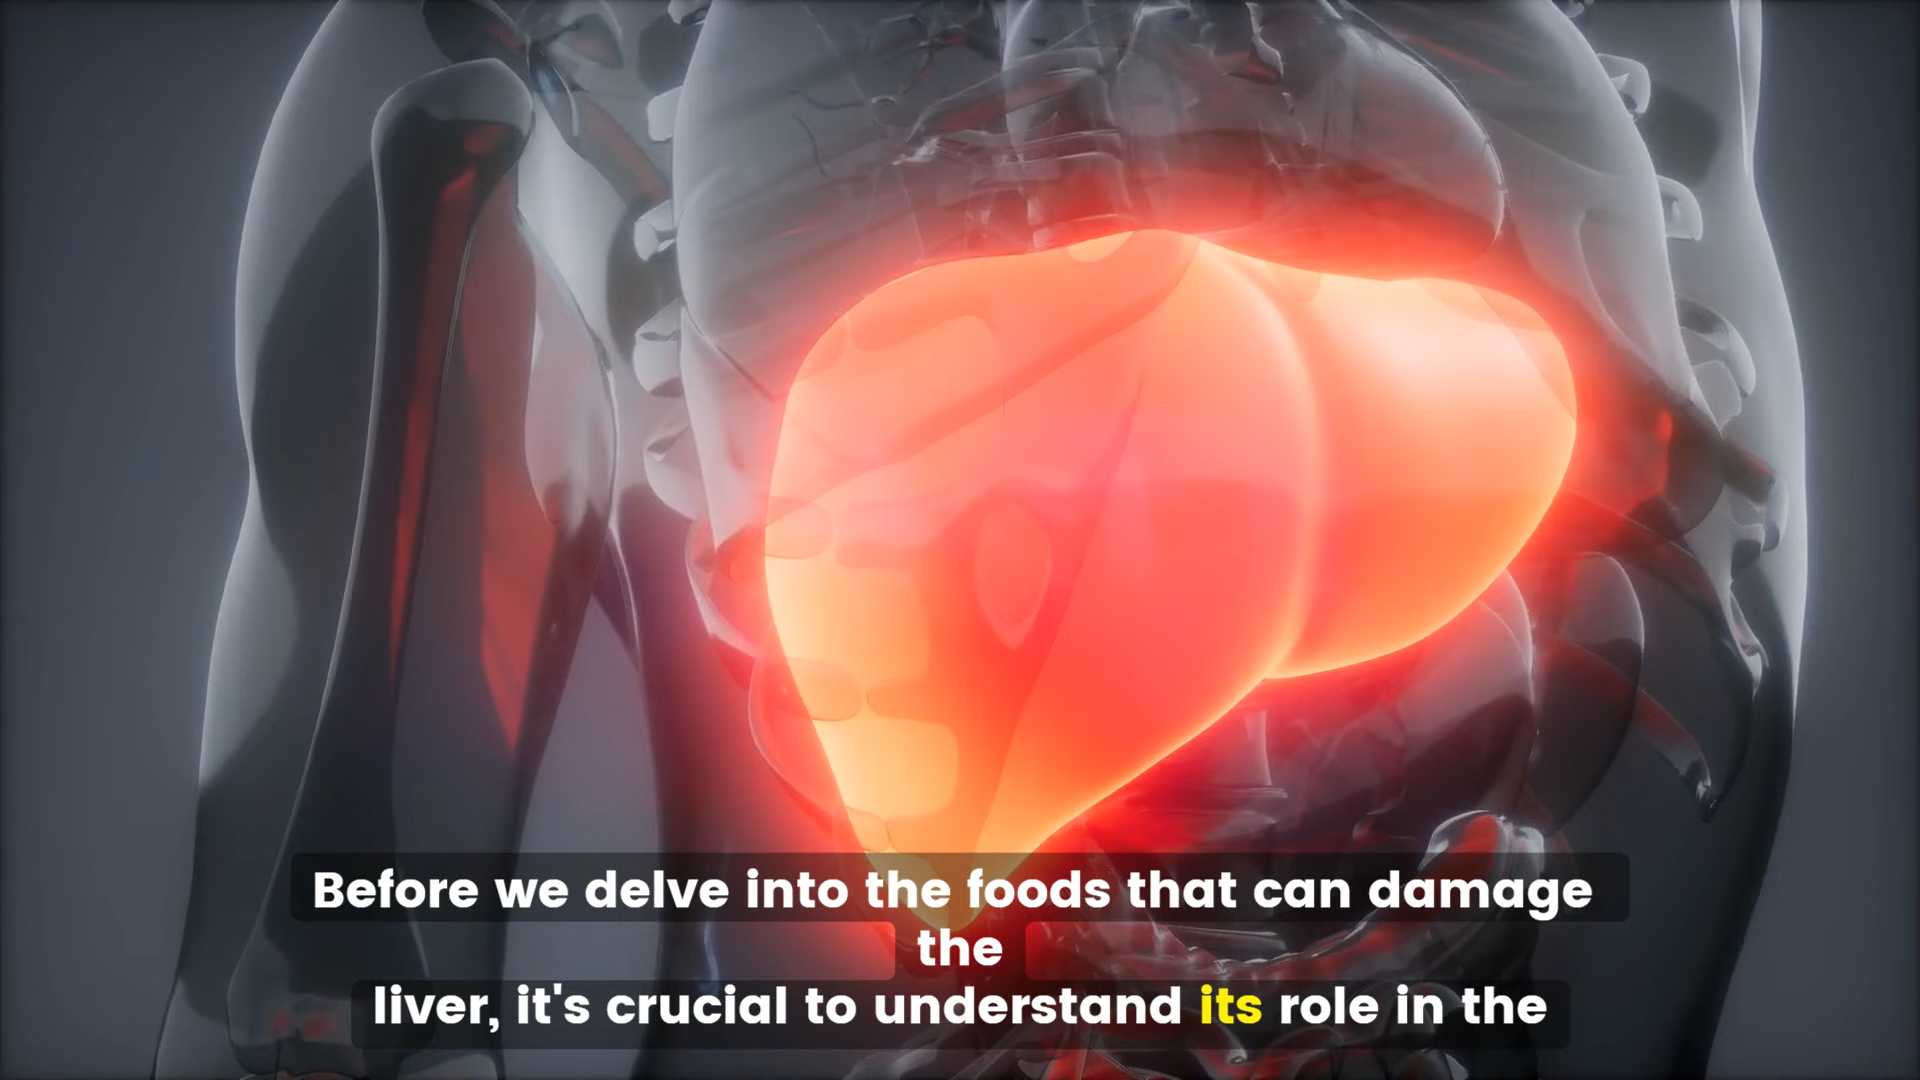 Before we delve into the foods that can damage
the
liver, it's crucial to understand its role in the